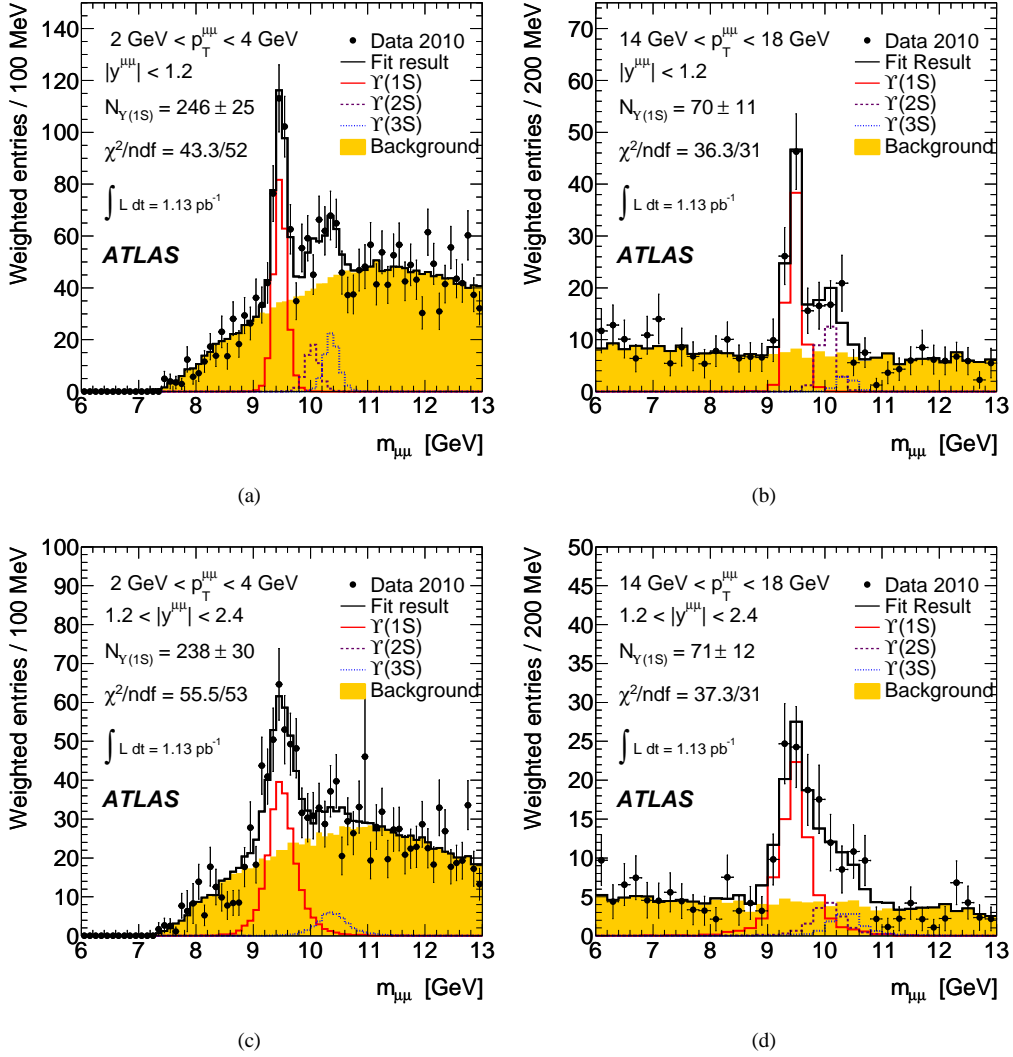 Weighted entries / 100 MeV
140
120
100
80
60
40
20
0
2 GeV < p_T^μμ < 4 GeV
|y^μμ| < 1.2
N_ϒ(1S) = 246 ± 25
χ²/ndf = 43.3/52
∫ L dt = 1.13 pb⁻¹
ATLAS
Data 2010
Fit result
ϒ(1S)
ϒ(2S)
ϒ(3S)
Background
6 7 8 9 10 11 12 13
m_μμ [GeV]
(a)
Weighted entries / 200 MeV
70
60
50
40
30
20
10
0
14 GeV < p_T^μμ < 18 GeV
|y^μμ| < 1.2
N_ϒ(1S) = 70 ± 11
χ²/ndf = 36.3/31
∫ L dt = 1.13 pb⁻¹
ATLAS
Data 2010
Fit Result
ϒ(1S)
ϒ(2S)
ϒ(3S)
Background
6 7 8 9 10 11 12 13
m_μμ [GeV]
(b)
Weighted entries / 100 MeV
100
90
80
70
60
50
40
30
20
10
0
2 GeV < p_T^μμ < 4 GeV
1.2 < |y^μμ| < 2.4
N_ϒ(1S) = 238 ± 30
χ²/ndf = 55.5/53
∫ L dt = 1.13 pb⁻¹
ATLAS
Data 2010
Fit result
ϒ(1S)
ϒ(2S)
ϒ(3S)
Background
6 7 8 9 10 11 12 13
m_μμ [GeV]
(c)
Weighted entries / 200 MeV
50
45
40
35
30
25
20
15
10
5
0
14 GeV < p_T^μμ < 18 GeV
1.2 < |y^μμ| < 2.4
N_ϒ(1S) = 71 ± 12
χ²/ndf = 37.3/31
∫ L dt = 1.13 pb⁻¹
ATLAS
Data 2010
Fit Result
ϒ(1S)
ϒ(2S)
ϒ(3S)
Background
6 7 8 9 10 11 12 13
m_μμ [GeV]
(d)